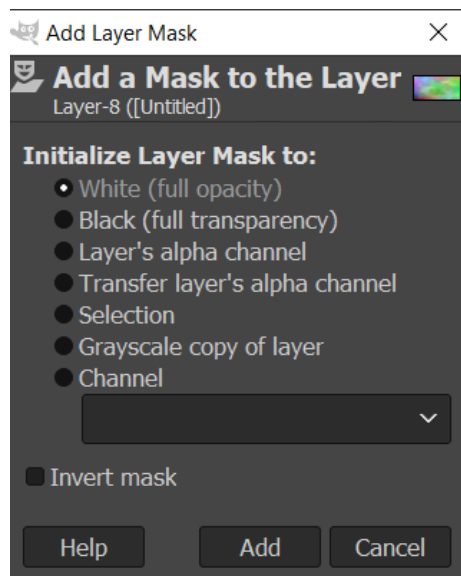 Add Layer Mask
Add a Mask to the Layer
Layer-8 ([Untitled])
Initialize Layer Mask to:
White (full opacity)
Black (full transparency)
Layer's alpha channel
Transfer layer's alpha channel
Selection
Grayscale copy of layer
Channel
Invert mask
Help Add Cancel